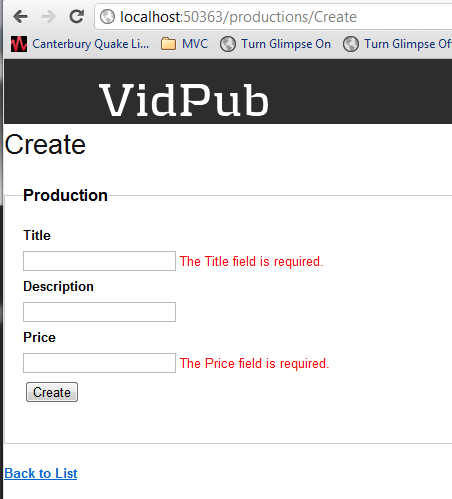 localhost:50363/productions/Create
Canterbury Quake Li... MVC Turn Glimpse On Turn Glimpse Of
VidPub
Create
Production
Title
The Title field is required.
Description
Price
The Price field is required.
Create
Back to List